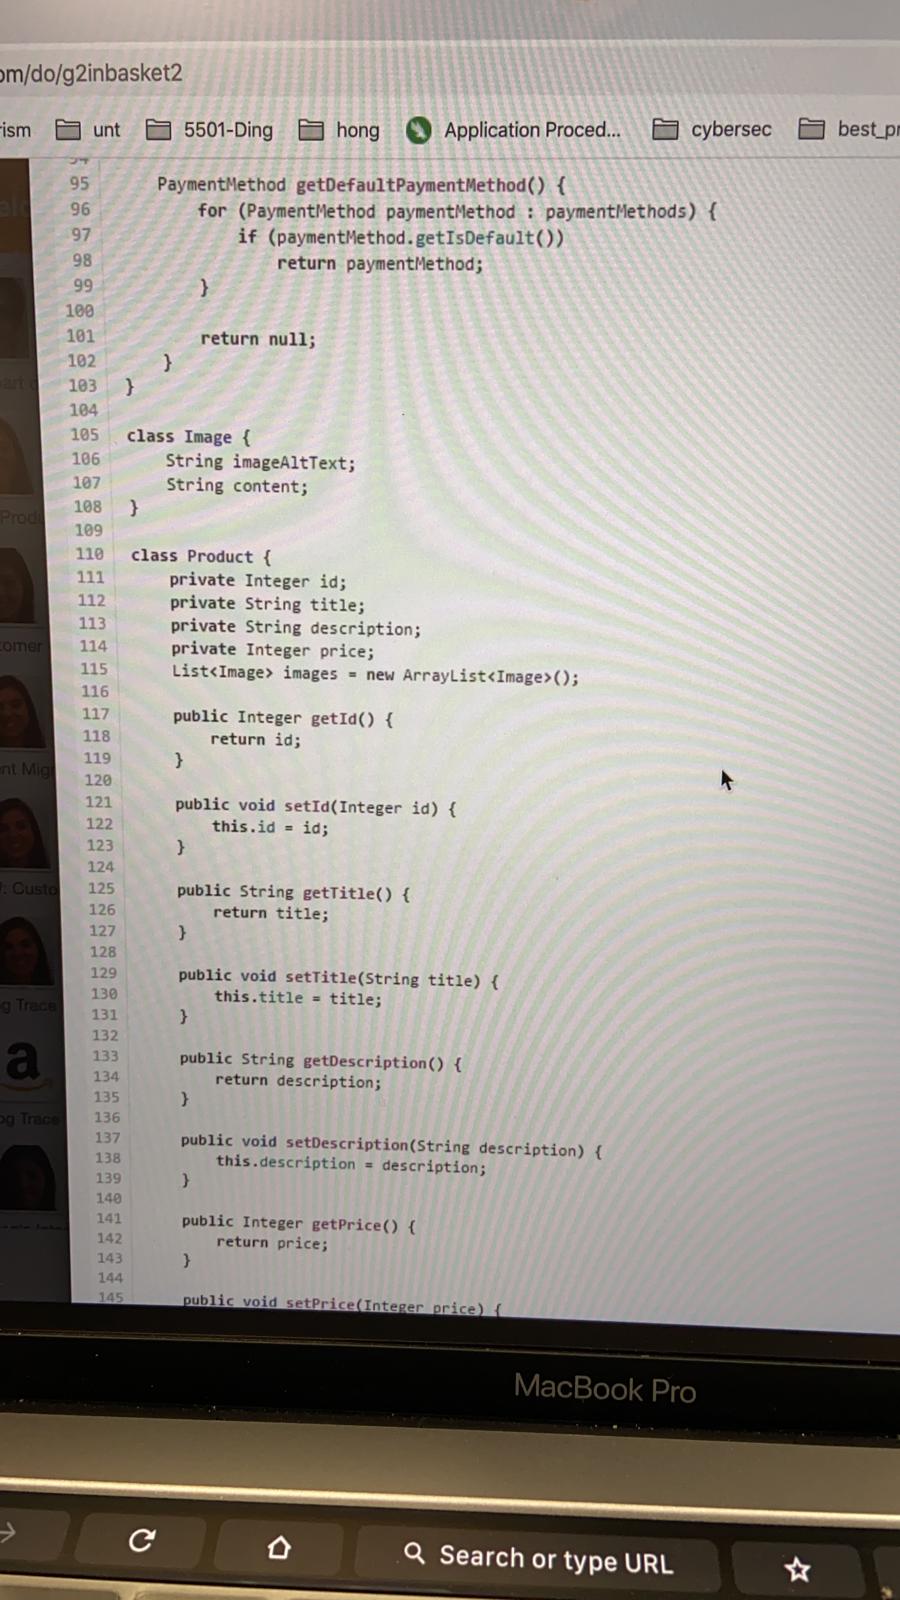 om/do/g2inbasket2
rism unt 5501-Ding hong Application Proced... cybersec best_pr
94
95 PaymentMethod getDefaultPaymentMethod() {
96 for (PaymentMethod paymentMethod : paymentMethods) {
97 if (paymentMethod.getIsDefault())
98 return paymentMethod;
99 }
100
101 return null;
102 }
103 }
104
105 class Image {
106 String imageAltText;
107 String content;
108 }
109
110 class Product {
111 private Integer id;
112 private String title;
113 private String description;
114 private Integer price;
115 List<Image> images = new ArrayList<Image>();
116
117 public Integer getId() {
118 return id;
119 }
120
121 public void setId(Integer id) {
122 this.id = id;
123 }
124
125 public String getTitle() {
126 return title;
127 }
128
129 public void setTitle(String title) {
130 this.title = title;
131 }
132
133 public String getDescription() {
134 return description;
135 }
136
137 public void setDescription(String description) {
138 this.description = description;
139 }
140
141 public Integer getPrice() {
142 return price;
143 }
144
145 public void setPrice(Integer price) {
Produ
tomer
nt Migr
: Custo
g Trace
a
og Trace
MacBook Pro
Search or type URL